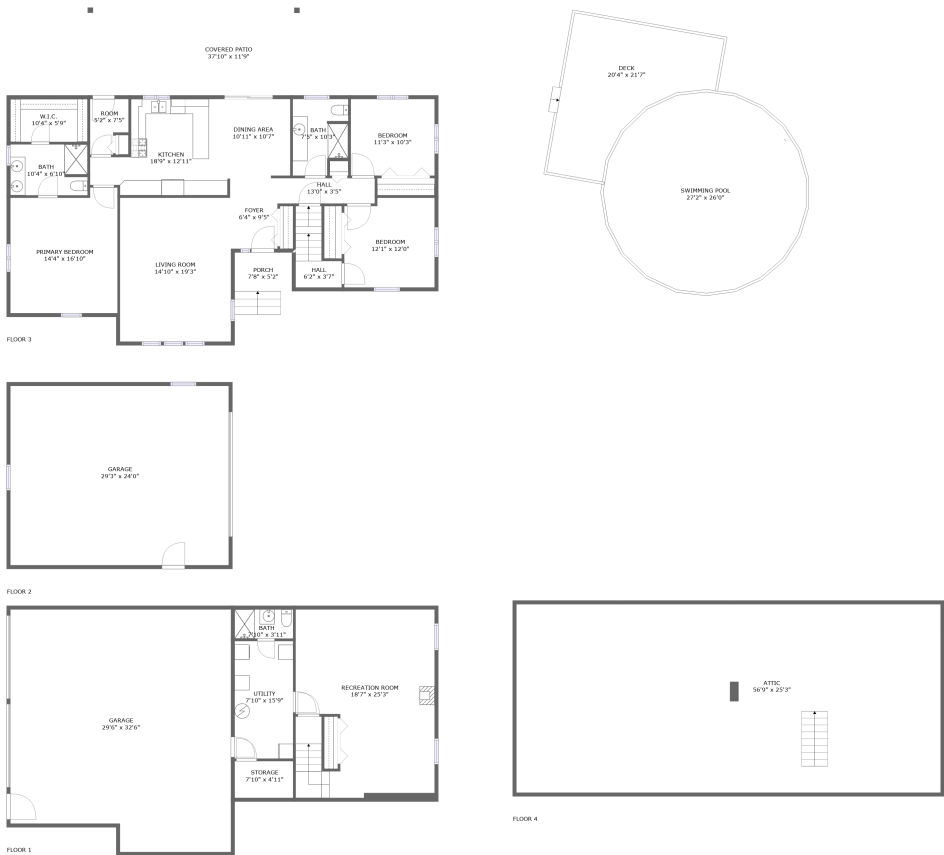 COVERED PATIO
37'10" x 11'9"
DECK
20'4" x 21'7"
W.I.C.
10'4" x 5'9"
ROOM
5'2" x 7'5"
DINING AREA
10'11" x 10'7"
BATH
7'5" x 10'3"
BEDROOM
11'3" x 10'3"
KITCHEN
18'9" x 12'11"
BATH
10'4" x 6'10"
HALL
13'0" x 3'5"
SWIMMING POOL
27'2" x 26'0"
FOYER
6'4" x 9'5"
BEDROOM
12'1" x 12'0"
PRIMARY BEDROOM
14'4" x 16'10"
LIVING ROOM
14'10" x 19'3"
PORCH
7'8" x 5'2"
HALL
6'2" x 3'7"
FLOOR 3
GARAGE
29'3" x 24'0"
FLOOR 2
BATH
7'10" x 3'11"
UTILITY
7'10" x 15'9"
RECREATION ROOM
18'7" x 25'3"
GARAGE
29'6" x 32'6"
STORAGE
7'10" x 4'11"
FLOOR 1
ATTIC
56'9" x 25'3"
FLOOR 4